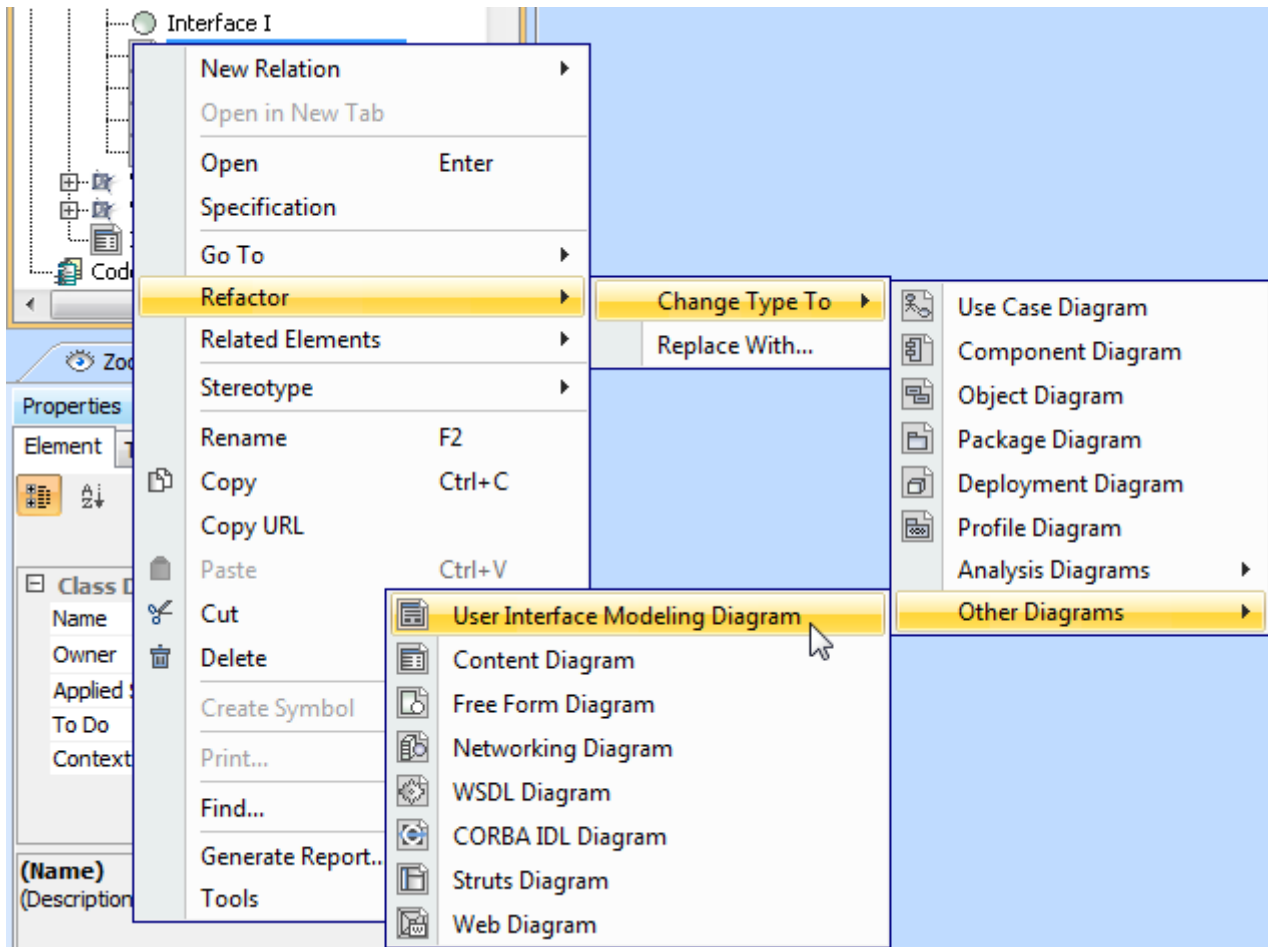 Interface I
New Relation
Open in New Tab
Open Enter
Specification
Go To
Code
Refactor
Related Elements
Stereotype
Rename F2
Copy Ctrl+C
Copy URL
Paste Ctrl+V
Cut
Delete
Create Symbol
Print...
Find...
Generate Report..
Tools
Change Type To
Replace With...
Use Case Diagram
Component Diagram
Object Diagram
Package Diagram
Deployment Diagram
Profile Diagram
Analysis Diagrams
Other Diagrams
User Interface Modeling Diagram
Content Diagram
Free Form Diagram
Networking Diagram
WSDL Diagram
CORBA IDL Diagram
Struts Diagram
Web Diagram
Zoo
Properties
Element T
Class D
Name
Owner
Applied S
To Do
Context
(Name)
(Description